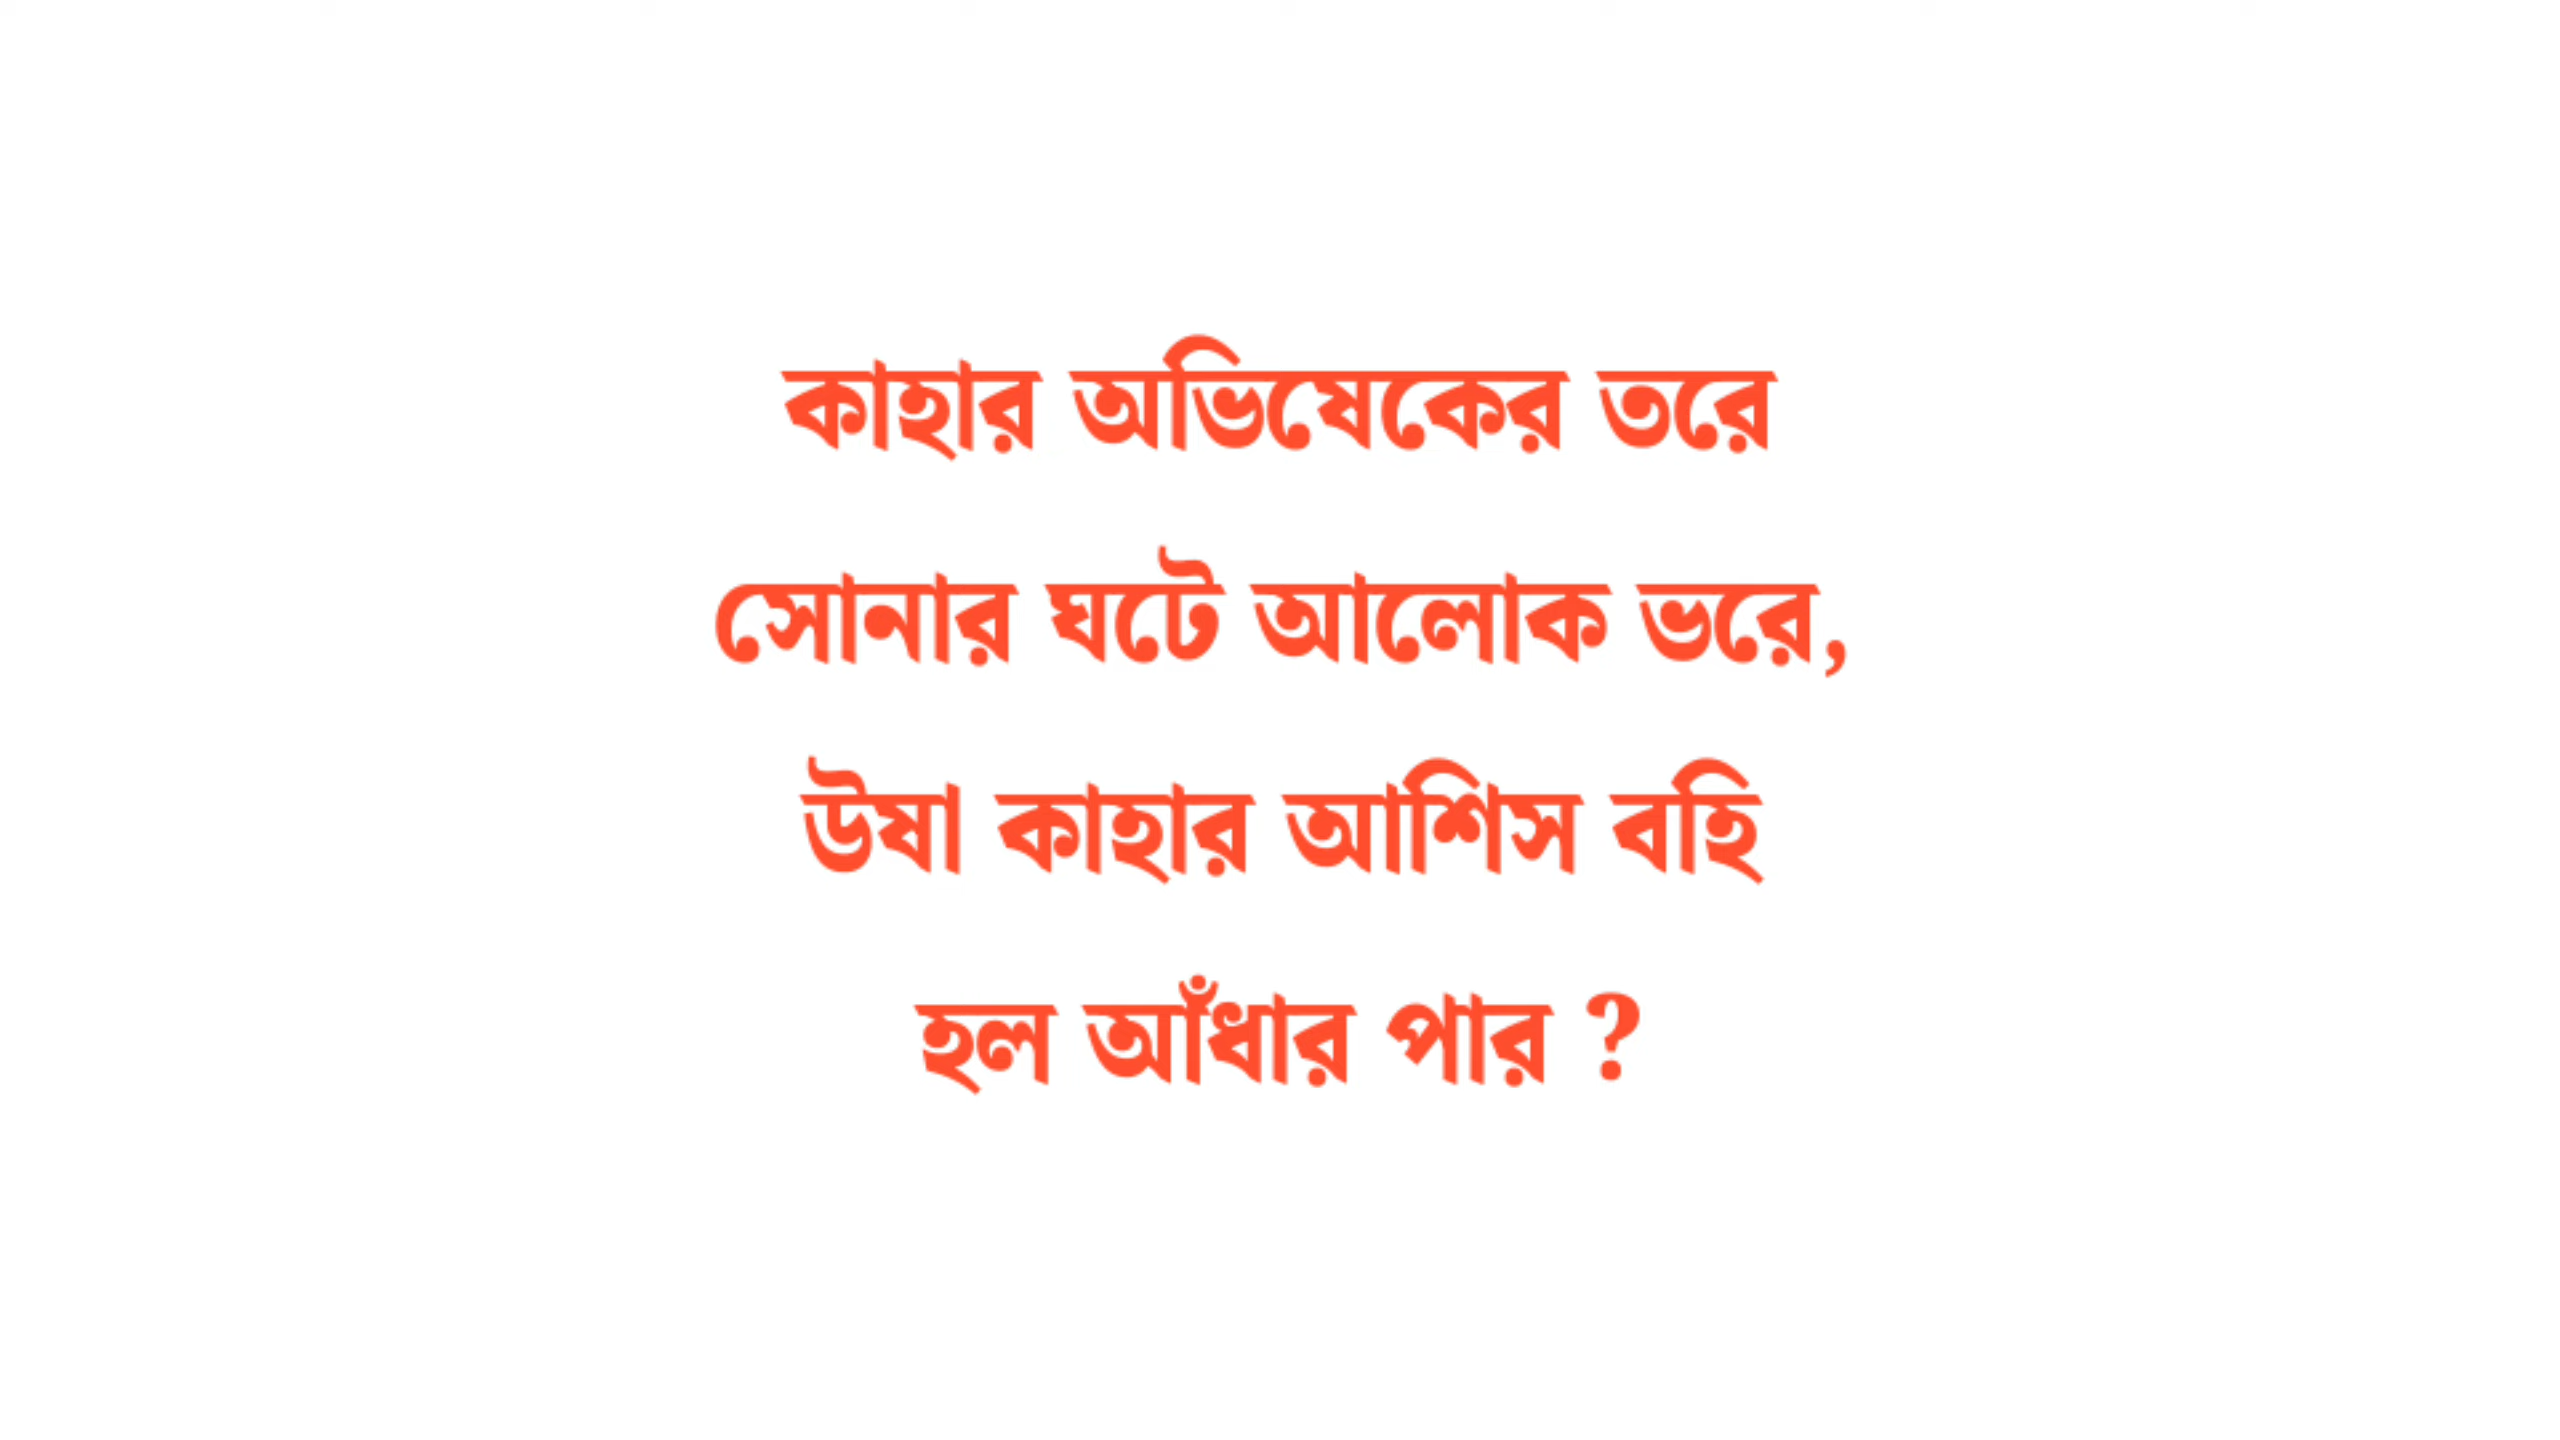 কাহার অভিষেকের তরে
সোনার ঘটে আলোক ভরে,
উষা কাহার আশিস বহি
হল আঁধার পার ?